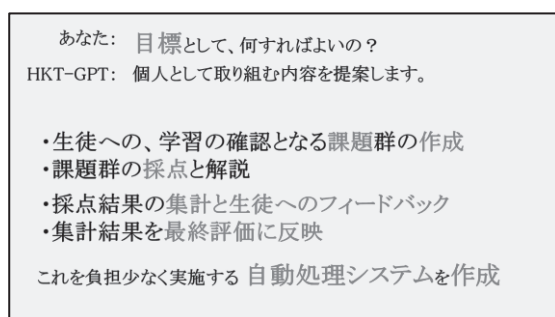 あなた： 目標として、何すればよいの？
HKT-GPT： 個人として取り組む内容を提案します。
・生徒への、学習の確認となる課題群の作成
・課題群の採点と解説
・採点結果の集計と生徒へのフィードバック
・集計結果を最終評価に反映
これを負担少なく実施する 自動処理システムを作成